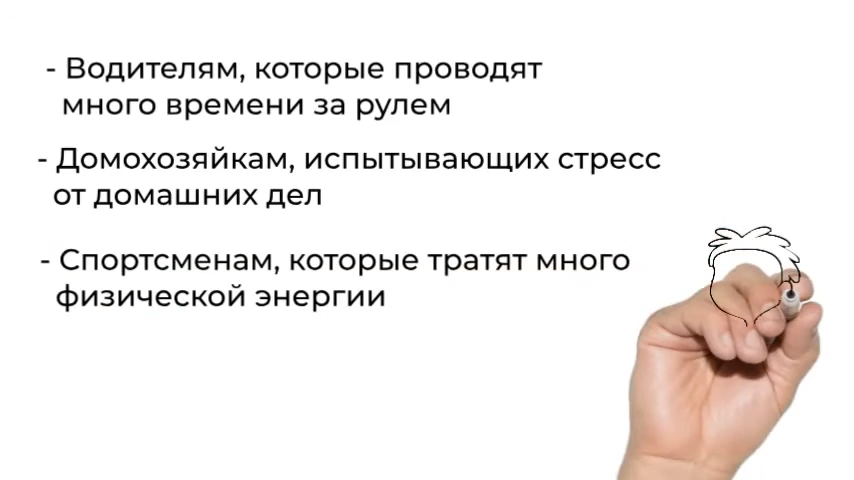 - Водителям, которые проводят
много времени за рулем
- Домохозяйкам, испытывающих стресс
от домашних дел
- Спортсменам, которые тратят много
физической энергии